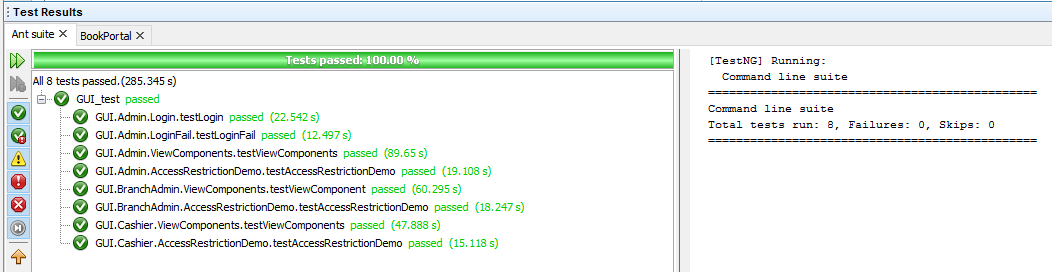 Test Results
Ant suite
BookPortal
Tests passed: 100.00 %
All 8 tests passed.(285.345 s)
GUI_test passed
GUI.Admin.Login.testLogin passed (22.542 s)
GUI.Admin.LoginFail.testLoginFail passed (12.497 s)
GUI.Admin.ViewComponents.testViewComponents passed (89.65 s)
GUI.Admin.AccessRestrictionDemo.testAccessRestrictionDemo passed (19.108 s)
GUI.BranchAdmin.ViewComponents.testViewComponent passed (60.295 s)
GUI.BranchAdmin.AccessRestrictionDemo.testAccessRestrictionDemo passed (18.247 s)
GUI.Cashier.ViewComponents.testViewComponents passed (47.888 s)
GUI.Cashier.AccessRestrictionDemo.testAccessRestrictionDemo passed (15.118 s)
[TestNG] Running:
Command line suite
===============================================
Command line suite
Total tests run: 8, Failures: 0, Skips: 0
===============================================